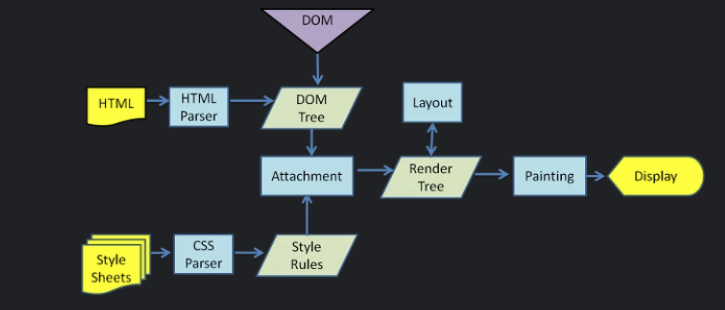 DOM
HTML
HTML
Parser
DOM
Tree
Layout
Attachment
Render
Tree
Painting
Display
Style
Sheets
CSS
Parser
Style
Rules